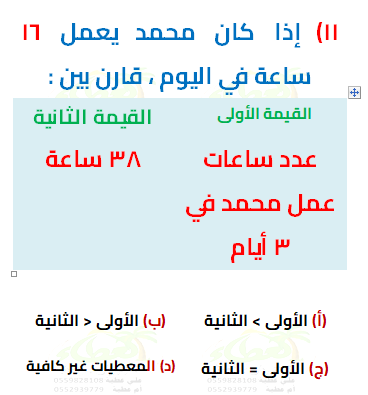 ١١) إذا كان محمد يعمل ١٦
ساعة في اليوم ، قارن بين :
القيمة الأولى
القيمة الثانية
عدد ساعات
عمل محمد في
٣ أيام
٣٨ ساعة
(أ) الأولى > الثانية
(ب) الأولى < الثانية
(ج) الأولى = الثانية
(د) المعطيات غير كافية